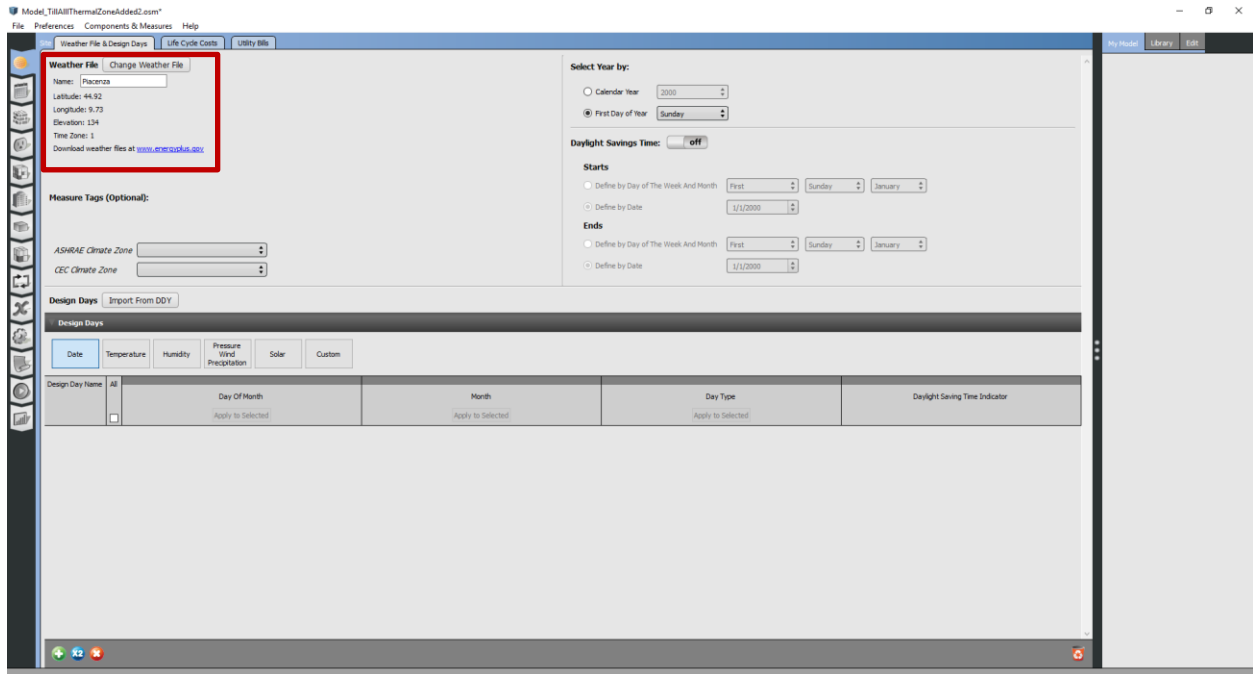 Model_TillAllThermalZoneAdded2.osm*
File Preferences Components & Measures Help
Site Weather File & Design Days Life Cycle Costs Utility Bills
My Model Library Edit
Weather File Change Weather File
Name: Piacenza
Latitude: 44.92
Longitude: 9.73
Elevation: 134
Time Zone: 1
Download weather files at www.energyplus.gov
Measure Tags (Optional):
ASHRAE Climate Zone
CEC Climate Zone
Select Year by:
Calendar Year 2000
First Day of Year Sunday
Daylight Savings Time: off
Starts
Define by Day of The Week And Month First Sunday January
Define by Date 1/1/2000
Ends
Define by Day of The Week And Month First Sunday January
Define by Date 1/1/2000
Design Days Import From DDY
Design Days
Date Temperature Humidity Pressure Wind Precipitation Solar Custom
Design Day Name All Day Of Month Month Day Type Daylight Saving Time Indicator
Apply to Selected Apply to Selected Apply to Selected
x2